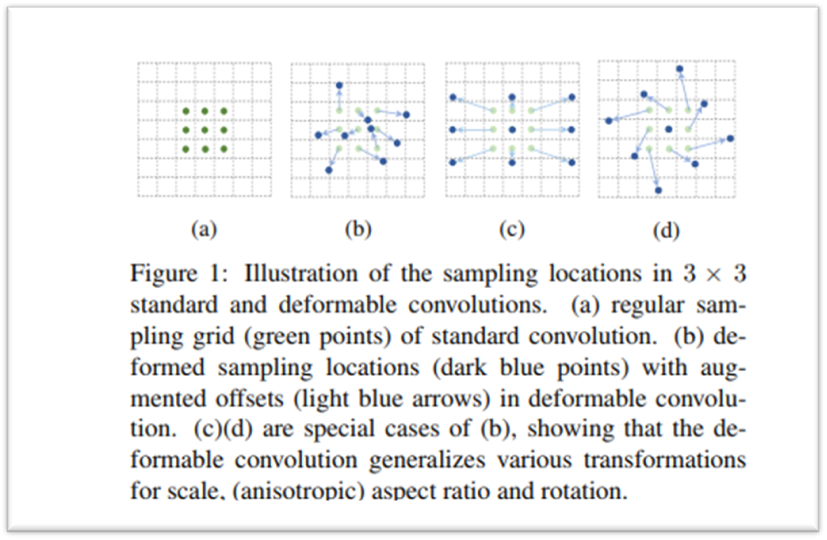 (a) (b) (c) (d)
Figure 1: Illustration of the sampling locations in 3 × 3
standard and deformable convolutions. (a) regular sam-
pling grid (green points) of standard convolution. (b) de-
formed sampling locations (dark blue points) with aug-
mented offsets (light blue arrows) in deformable convolu-
tion. (c)(d) are special cases of (b), showing that the de-
formable convolution generalizes various transformations
for scale, (anisotropic) aspect ratio and rotation.